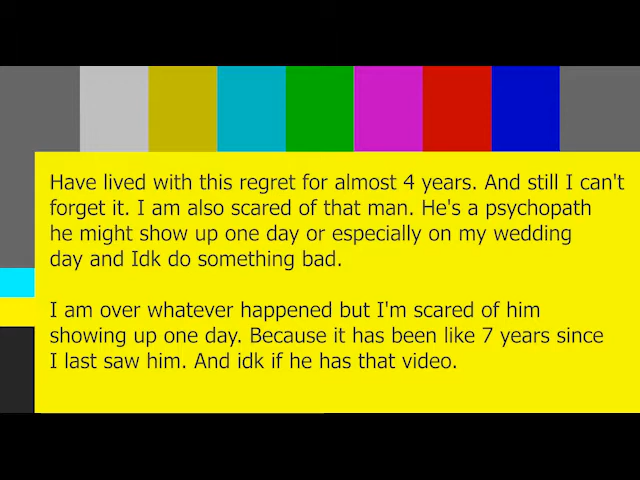 Have lived with this regret for almost 4 years. And still I can't
forget it. I am also scared of that man. He's a psychopath
he might show up one day or especially on my wedding
day and Idk do something bad.
I am over whatever happened but I'm scared of him
showing up one day. Because it has been like 7 years since
I last saw him. And idk if he has that video.